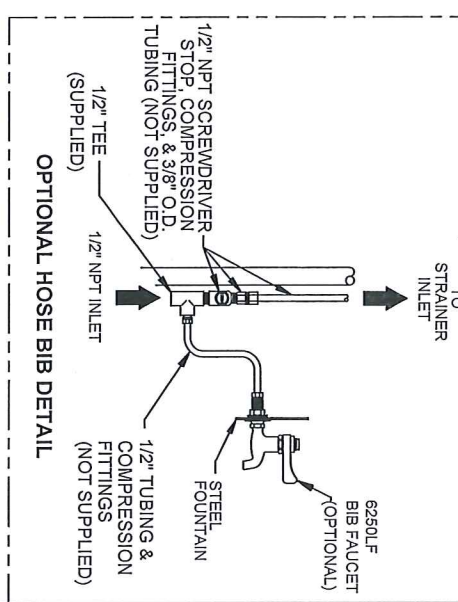 TO
STRAINER
INLET
1/2" NPT SCREWDRIVER
STOP, COMPRESSION
FITTINGS, & 3/8" O.D.
TUBING (NOT SUPPLIED)
1/2" TEE
(SUPPLIED)
1/2" NPT INLET
6250LF
BIB FAUCET
(OPTIONAL)
STEEL
FOUNTAIN
1/2" TUBING &
COMPRESSION
FITTINGS
(NOT SUPPLIED)
OPTIONAL HOSE BIB DETAIL